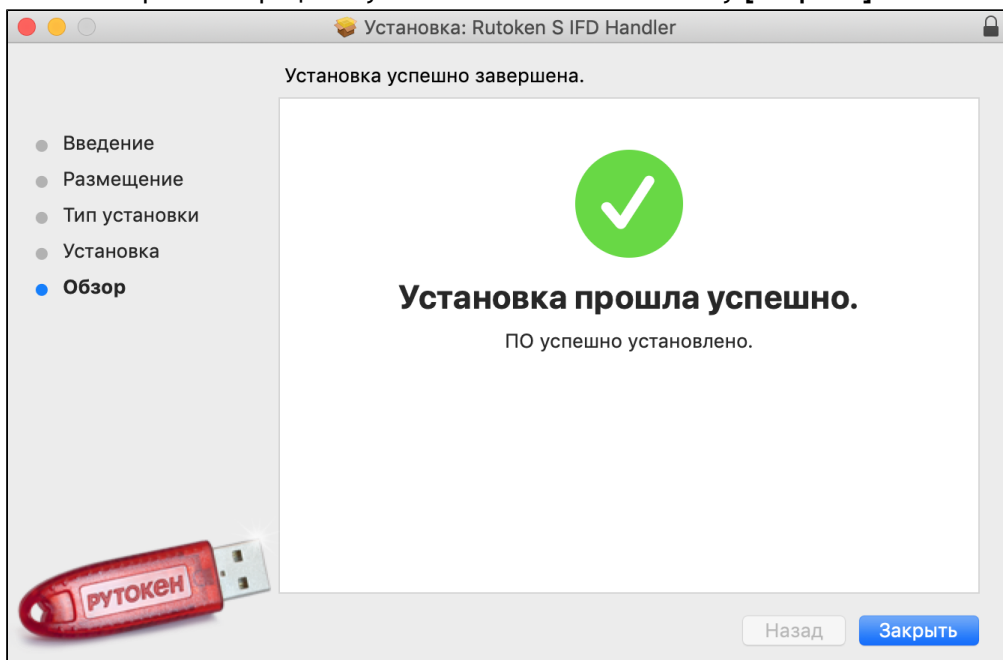 Установка: Rutoken S IFD Handler
Установка успешно завершена.
Введение
Размещение
Тип установки
Установка
Обзор
Установка прошла успешно.
ПО успешно установлено.
РУТОКЕН
Назад
Закрыть